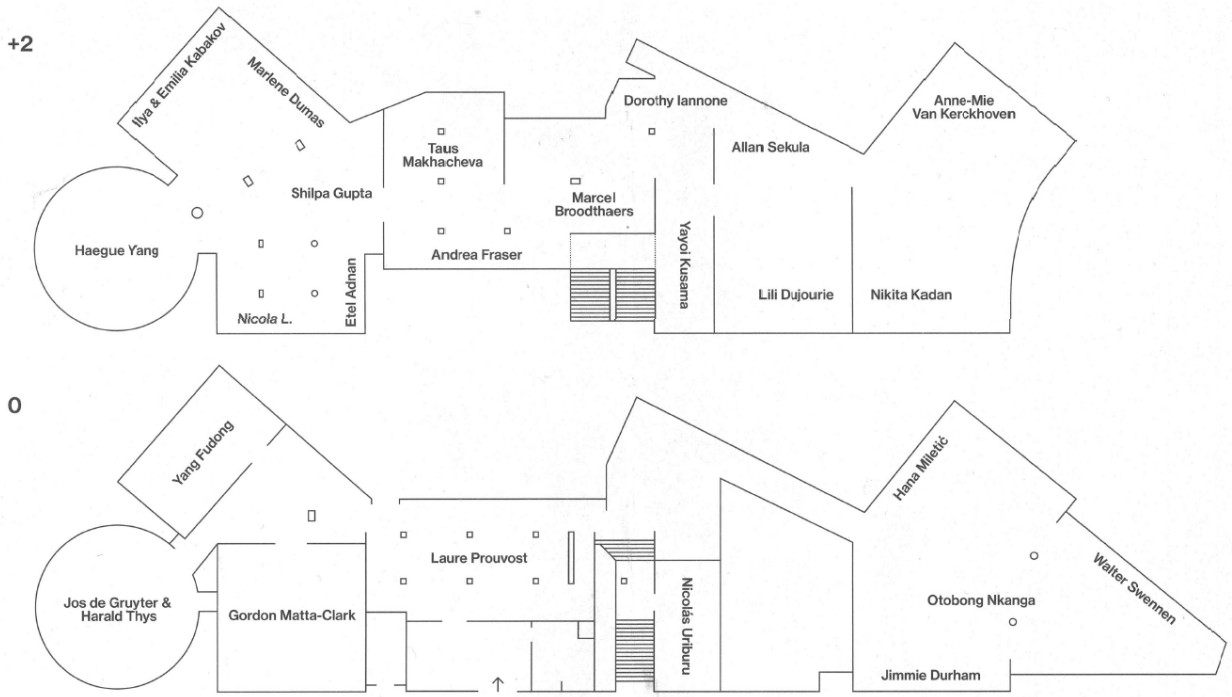 +2
Ilya & Emilia Kabakov
Marlene Dumas
Dorothy Iannone
Anne-Mie
Van Kerckhoven
Taus
Makhacheva
Allan Sekula
Shilpa Gupta
Marcel
Broodthaers
Haegue Yang
Andrea Fraser
Yayoi Kusama
Etel Adnan
Nicola L.
Lili Dujourie
Nikita Kadan
0
Yang Fudong
Hana Miletić
Laure Prouvost
Jos de Gruyter &
Harald Thys
Gordon Matta-Clark
Nicolás Uriburu
Otobong Nkanga
Walter Swennen
Jimmie Durham